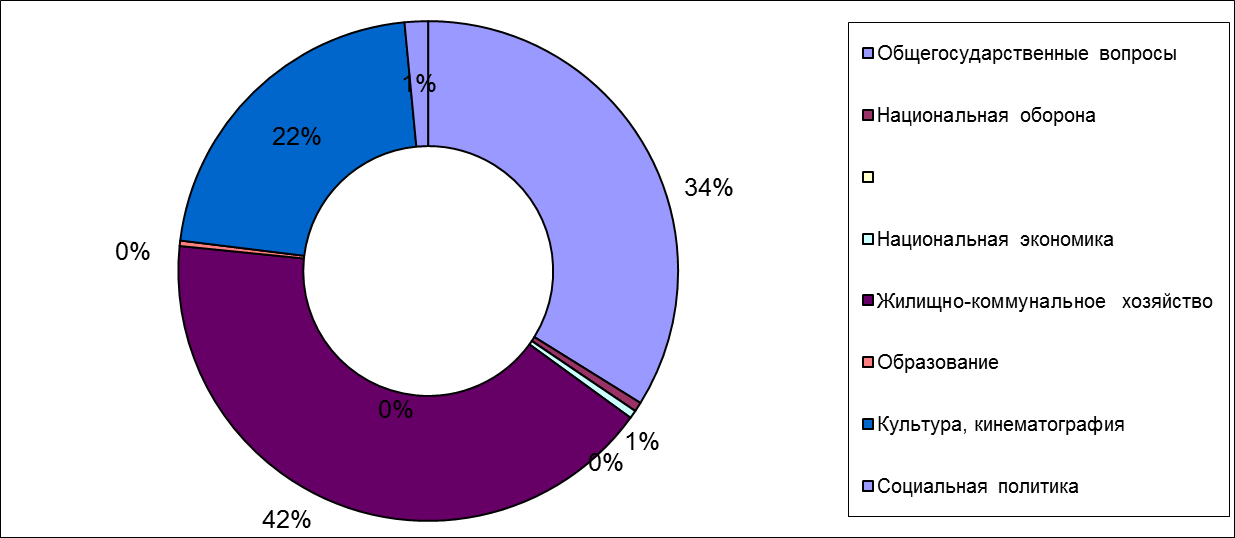 1%
22%
34%
0%
0%
1%
0%
42%
Общегосударственные вопросы
Национальная оборона
Национальная экономика
Жилищно-коммунальное хозяйство
Образование
Культура, кинематография
Социальная политика